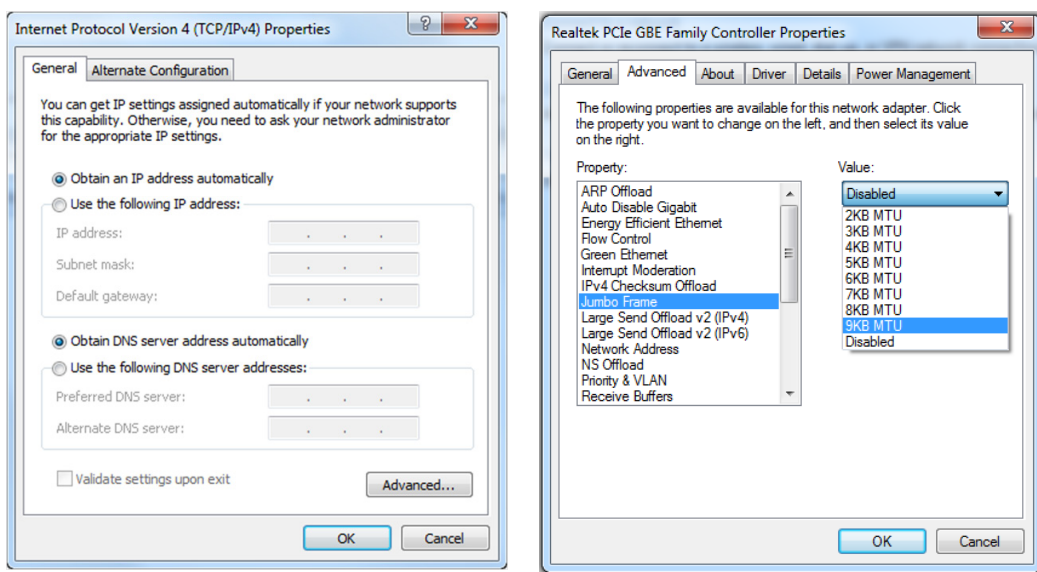 Internet Protocol Version 4 (TCP/IPv4) Properties
General
Alternate Configuration
You can get IP settings assigned automatically if your network supports
this capability. Otherwise, you need to ask your network administrator
for the appropriate IP settings.
Obtain an IP address automatically
Use the following IP address:
IP address:
Subnet mask:
Default gateway:
Obtain DNS server address automatically
Use the following DNS server addresses:
Preferred DNS server:
Alternate DNS server:
Validate settings upon exit
Advanced...
OK
Cancel
Realtek PCIe GBE Family Controller Properties
General
Advanced
About
Driver
Details
Power Management
The following properties are available for this network adapter. Click
the property you want to change on the left, and then select its value
on the right.
Property:
ARP Offload
Auto Disable Gigabit
Energy Efficient Ethernet
Flow Control
Green Ethernet
Interrupt Moderation
IPv4 Checksum Offload
Jumbo Frame
Large Send Offload v2 (IPv4)
Large Send Offload v2 (IPv6)
Network Address
NS Offload
Priority & VLAN
Receive Buffers
Value:
Disabled
2KB MTU
3KB MTU
4KB MTU
5KB MTU
6KB MTU
7KB MTU
8KB MTU
9KB MTU
Disabled
OK
Cancel